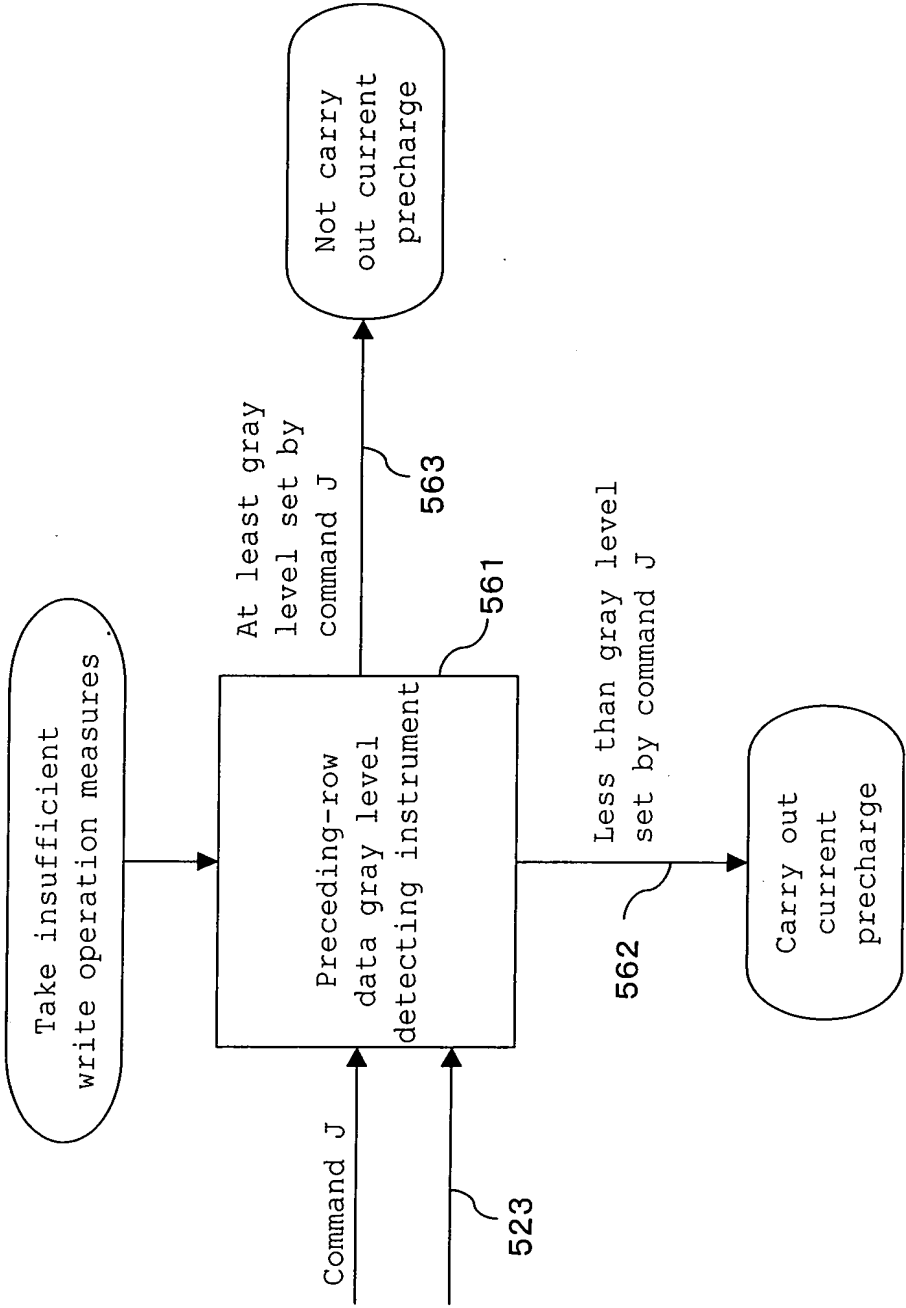 Take insufficient
write operation measures
Command J
523
Preceding-row
data gray level
detecting instrument
561
At least gray
level set by
command J
563
Not carry
out current
precharge
Less than gray level
set by command J
562
Carry out
current
precharge